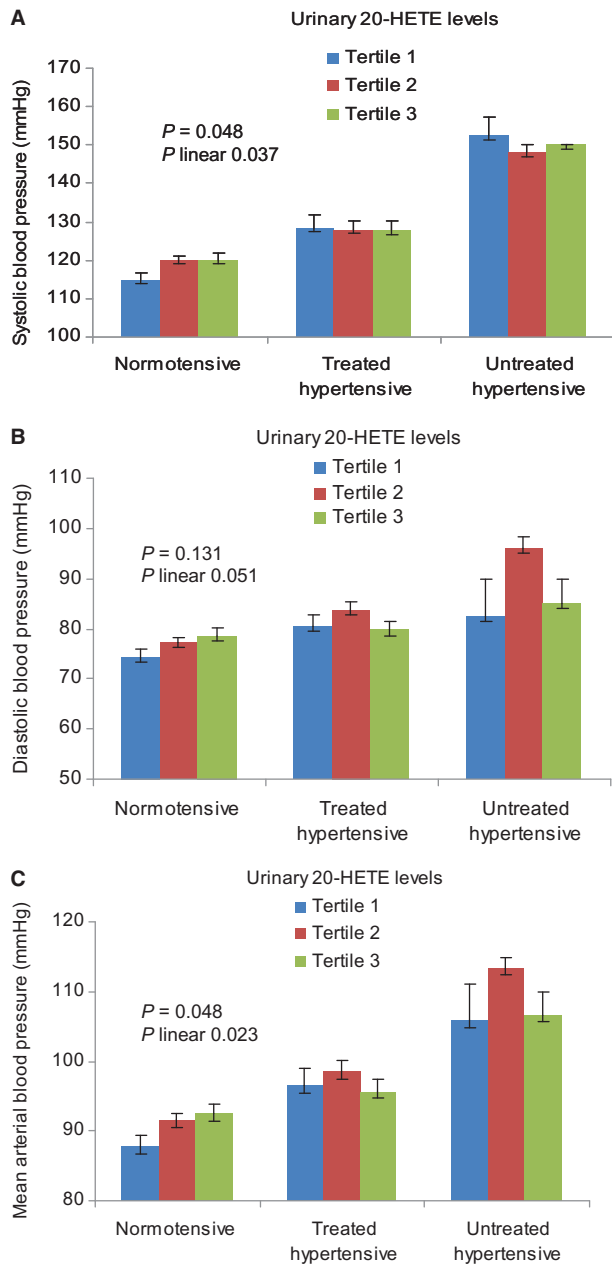 A
Urinary 20-HETE levels
Tertile 1
Tertile 2
Tertile 3
P = 0.048
P linear 0.037
Systolic blood pressure (mmHg)
170
160
150
140
130
120
110
100
Normotensive
Treated
hypertensive
Untreated
hypertensive
B
Urinary 20-HETE levels
Tertile 1
Tertile 2
Tertile 3
P = 0.131
P linear 0.051
Diastolic blood pressure (mmHg)
110
100
90
80
70
60
50
Normotensive
Treated
hypertensive
Untreated
hypertensive
C
Urinary 20-HETE levels
Tertile 1
Tertile 2
Tertile 3
P = 0.048
P linear 0.023
Mean arterial blood pressure (mmHg)
120
110
100
90
80
Normotensive
Treated
hypertensive
Untreated
hypertensive